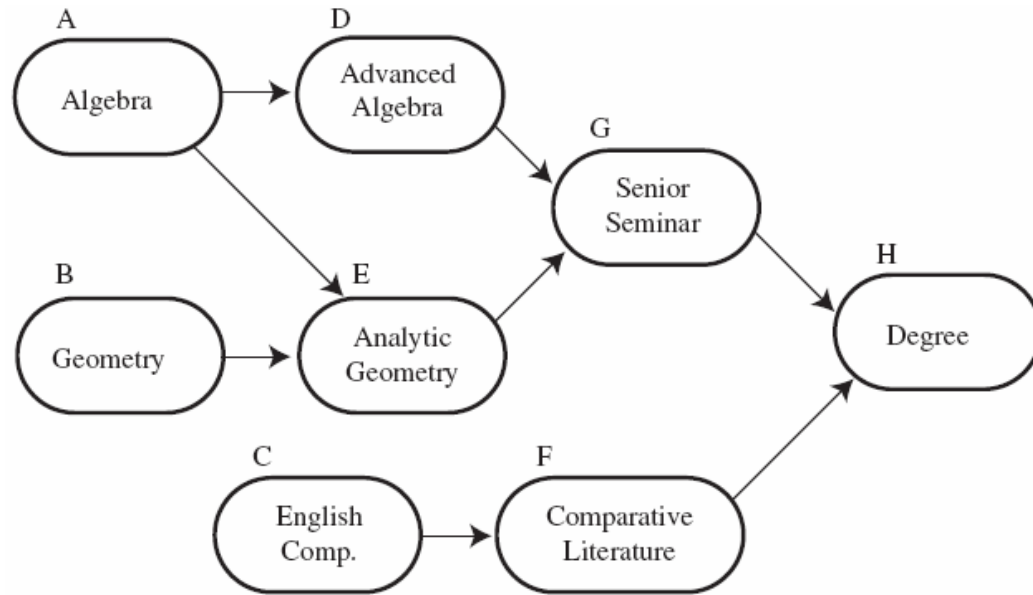 A
Algebra
D
Advanced
Algebra
G
Senior
Seminar
B
Geometry
E
Analytic
Geometry
H
Degree
C
English
Comp.
F
Comparative
Literature